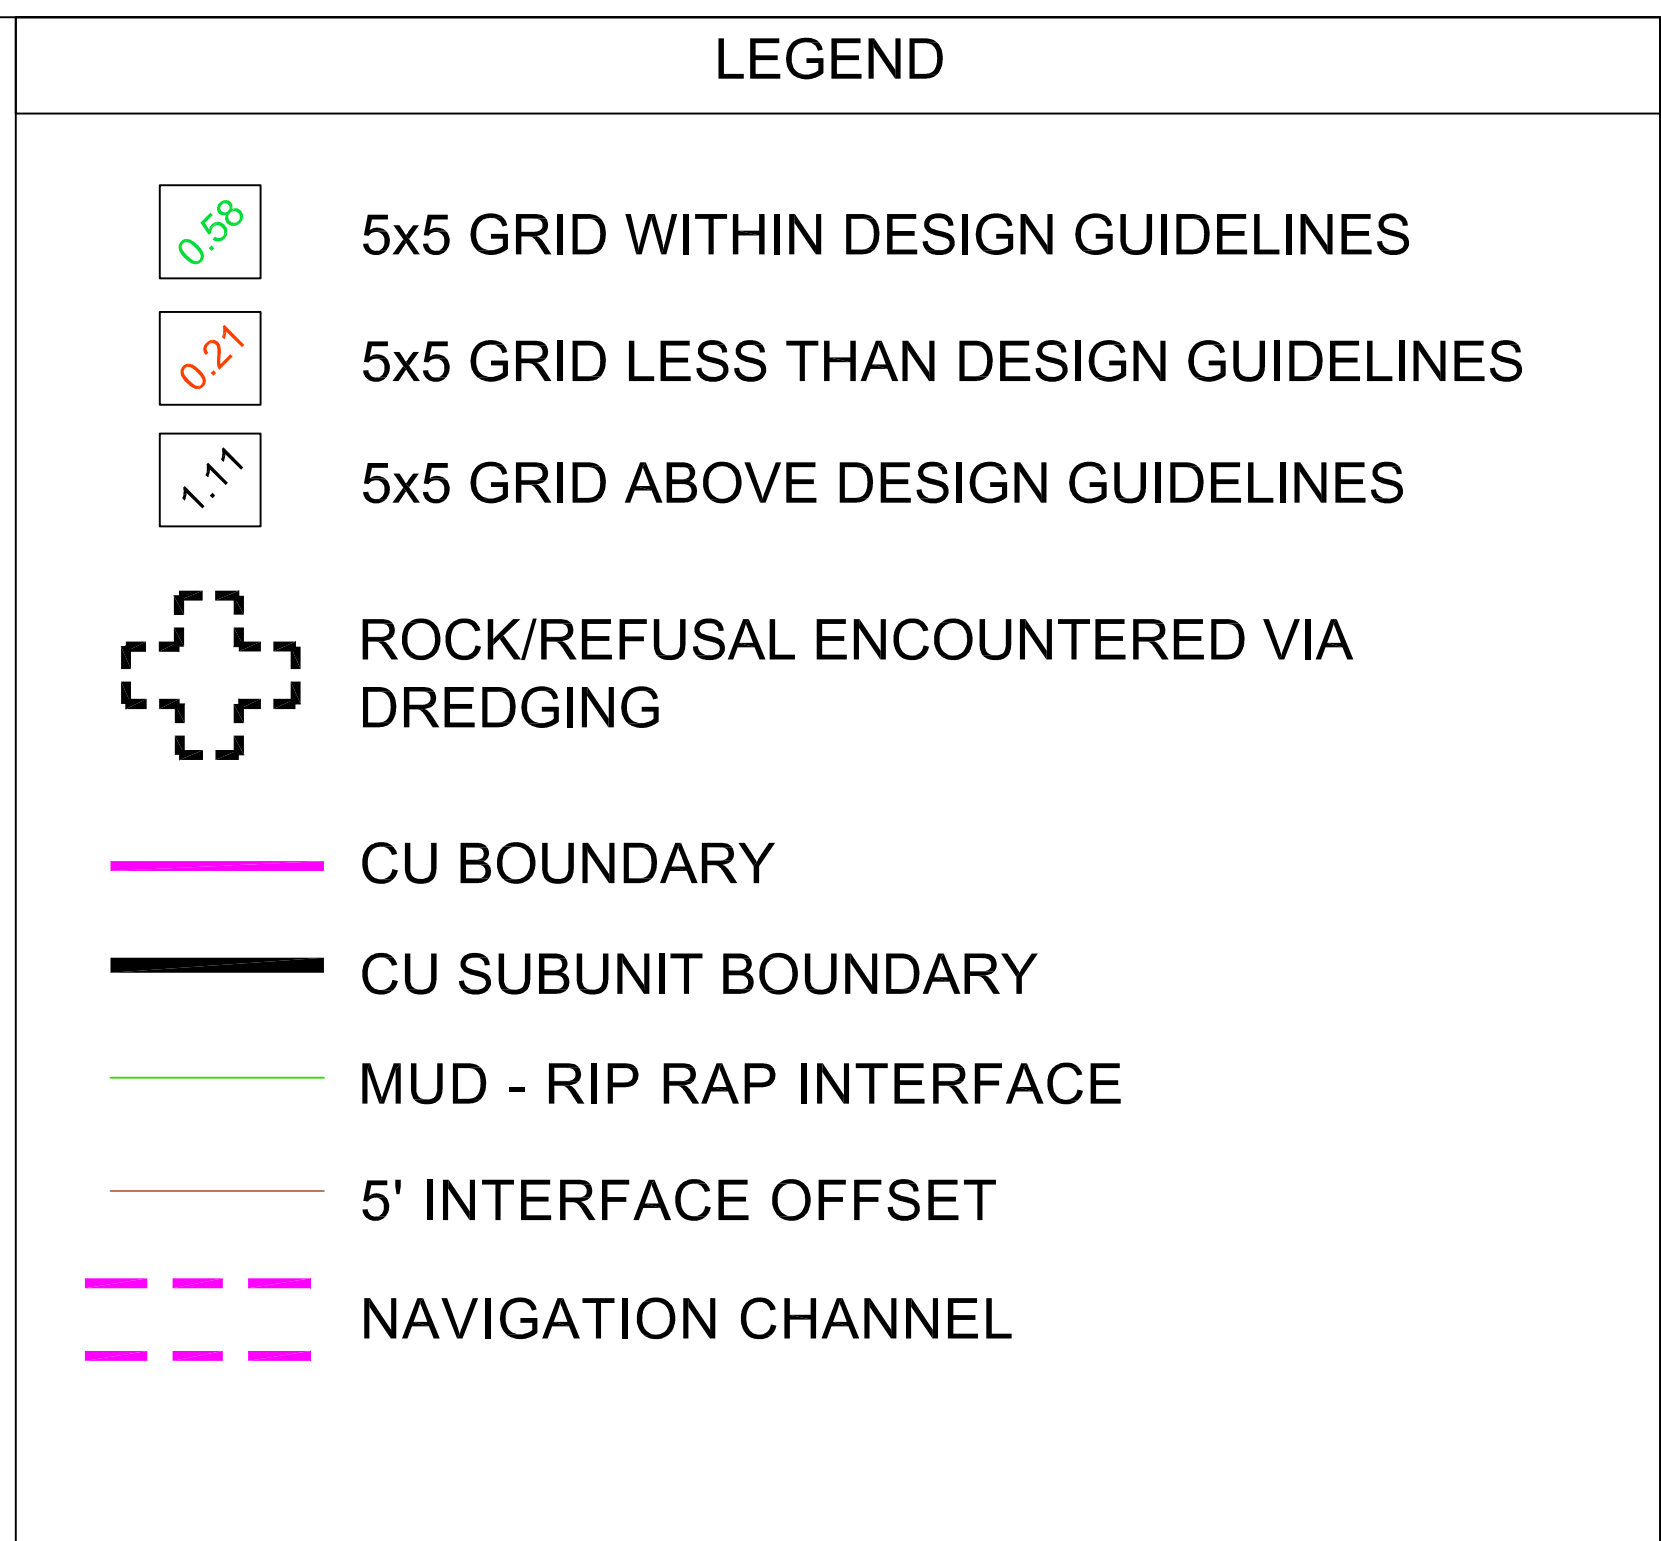 LEGEND
0.58
5x5 GRID WITHIN DESIGN GUIDELINES
0.21
5x5 GRID LESS THAN DESIGN GUIDELINES
1.11
5x5 GRID ABOVE DESIGN GUIDELINES
ROCK/REFUSAL ENCOUNTERED VIA
DREDGING
CU BOUNDARY
CU SUBUNIT BOUNDARY
MUD - RIP RAP INTERFACE
5' INTERFACE OFFSET
NAVIGATION CHANNEL